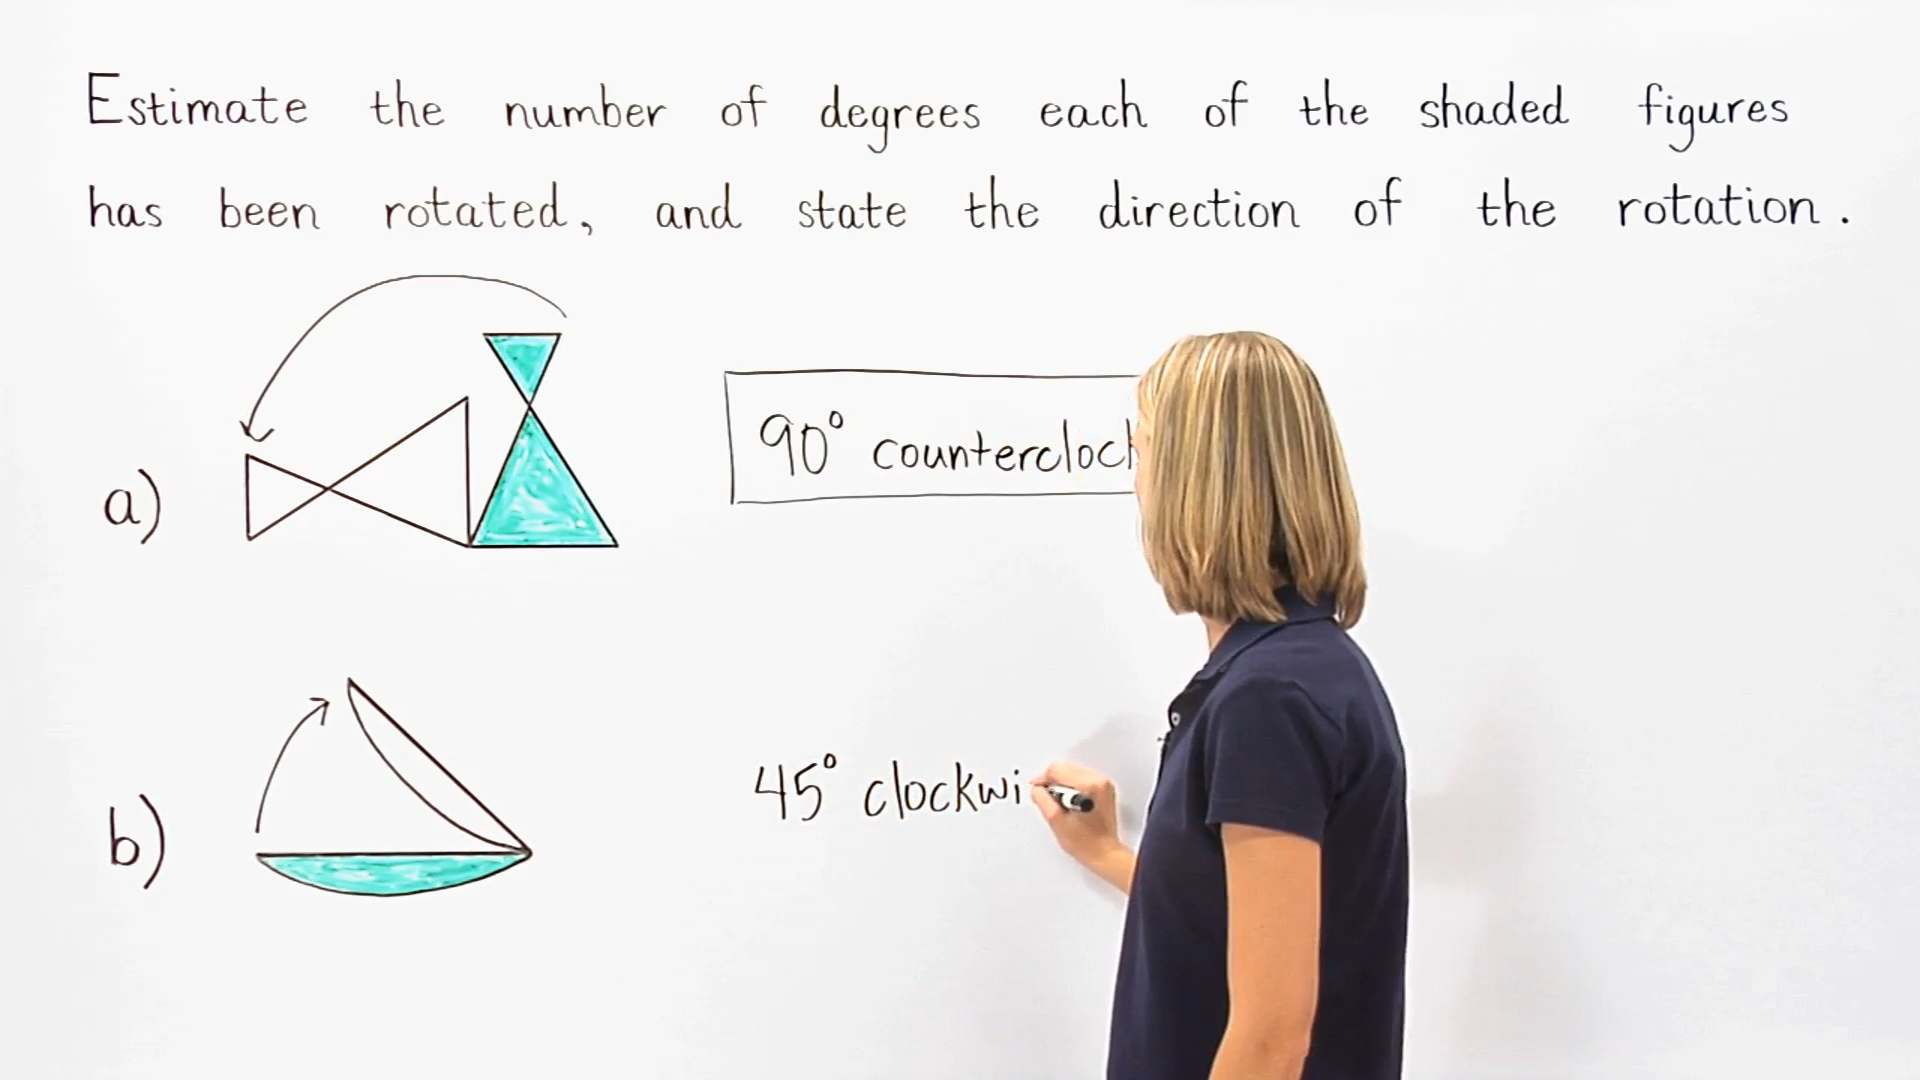 Estimate the number of degrees each of the shaded figures
has been rotated, and state the direction of the rotation.
a)
90° counterclock
b)
45° clockwi